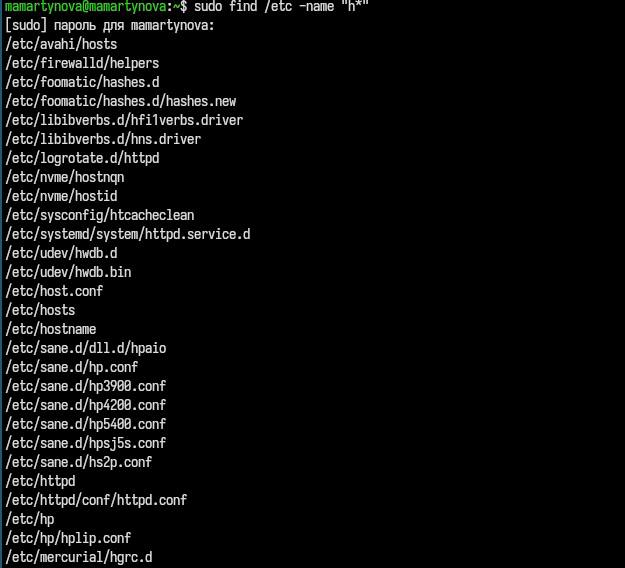 mamartynova@mamartynova:~$ sudo find /etc -name "h*"
[sudo] пароль для mamartynova:
/etc/avahi/hosts
/etc/firewalld/helpers
/etc/foomatic/hashes.d
/etc/foomatic/hashes.d/hashes.new
/etc/libibverbs.d/hfi1verbs.driver
/etc/libibverbs.d/hns.driver
/etc/logrotate.d/httpd
/etc/nvme/hostnqn
/etc/nvme/hostid
/etc/sysconfig/htcacheclean
/etc/systemd/system/httpd.service.d
/etc/udev/hwdb.d
/etc/udev/hwdb.bin
/etc/host.conf
/etc/hosts
/etc/hostname
/etc/sane.d/dll.d/hpaio
/etc/sane.d/hp.conf
/etc/sane.d/hp3900.conf
/etc/sane.d/hp4200.conf
/etc/sane.d/hp5400.conf
/etc/sane.d/hpsj5s.conf
/etc/sane.d/hs2p.conf
/etc/httpd
/etc/httpd/conf/httpd.conf
/etc/hp
/etc/hp/hplip.conf
/etc/mercurial/hgrc.d